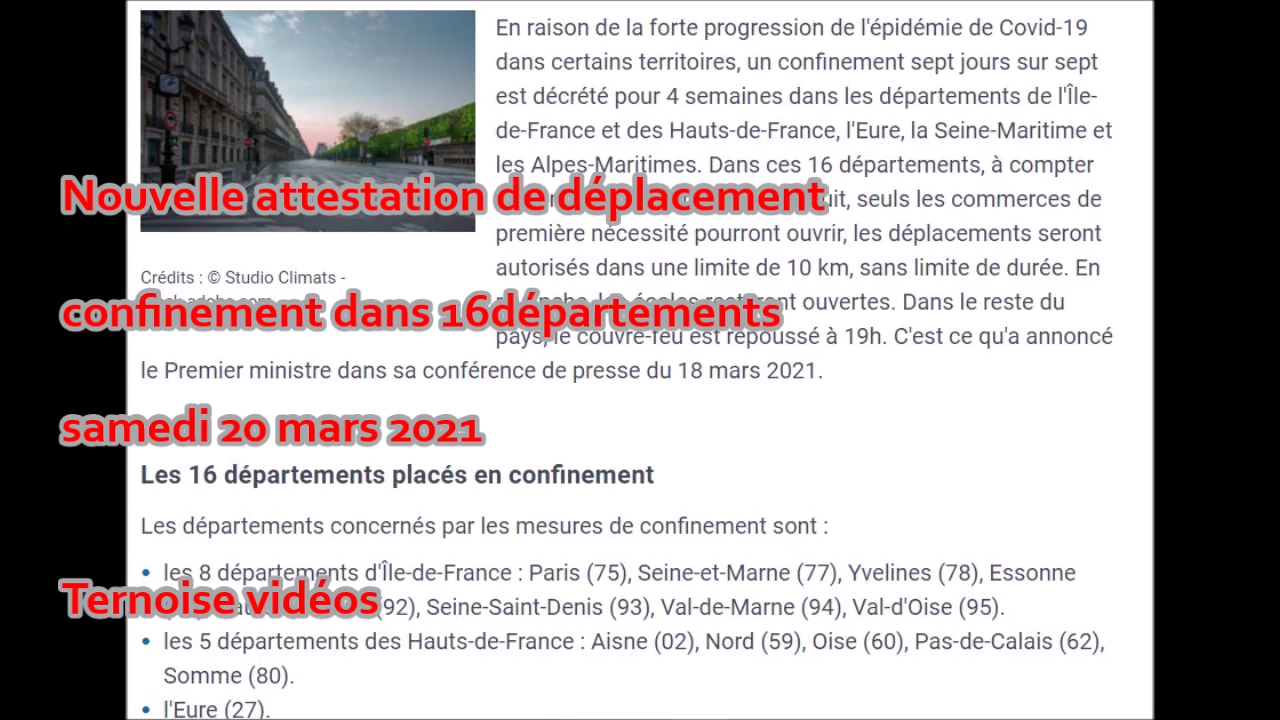 En raison de la forte progression de l'épidémie de Covid-19
dans certains territoires, un confinement sept jours sur sept
est décrété pour 4 semaines dans les départements de l'Île-
de-France et des Hauts-de-France, l'Eure, la Seine-Maritime et
les Alpes-Maritimes. Dans ces 16 départements, à compter
Nouvelle attestation de déplacement
seuls les commerces de
première nécessité pourront ouvrir, les déplacements seront
autorisés dans une limite de 10 km, sans limite de durée. En
Crédits : © Studio Climats -
confinement dans 16départements
ouvertes. Dans le reste du
pays, le couvre-feu est repoussé à 19h. C'est ce qu'a annoncé
le Premier ministre dans sa conférence de presse du 18 mars 2021.
samedi 20 mars 2021
Les 16 départements placés en confinement
Les départements concernés par les mesures de confinement sont :
• les 8 départements d'Île-de-France : Paris (75), Seine-et-Marne (77), Yvelines (78), Essonne
Ternoise vidéos
(92), Seine-Saint-Denis (93), Val-de-Marne (94), Val-d'Oise (95).
• les 5 départements des Hauts-de-France : Aisne (02), Nord (59), Oise (60), Pas-de-Calais (62),
Somme (80).
• l'Eure (27).